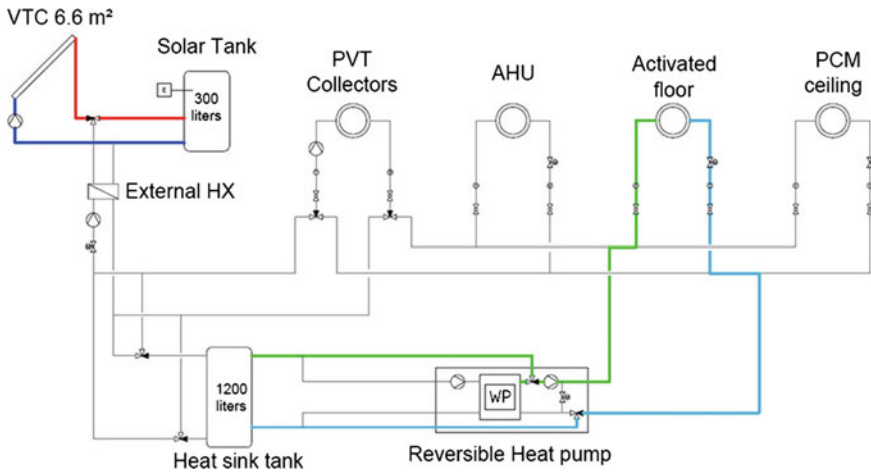 VTC 6.6 m²
Solar Tank
300
liters
External HX
PVT
Collectors
AHU
Activated
floor
PCM
ceiling
1200
liters
Heat sink tank
WP
Reversible Heat pump